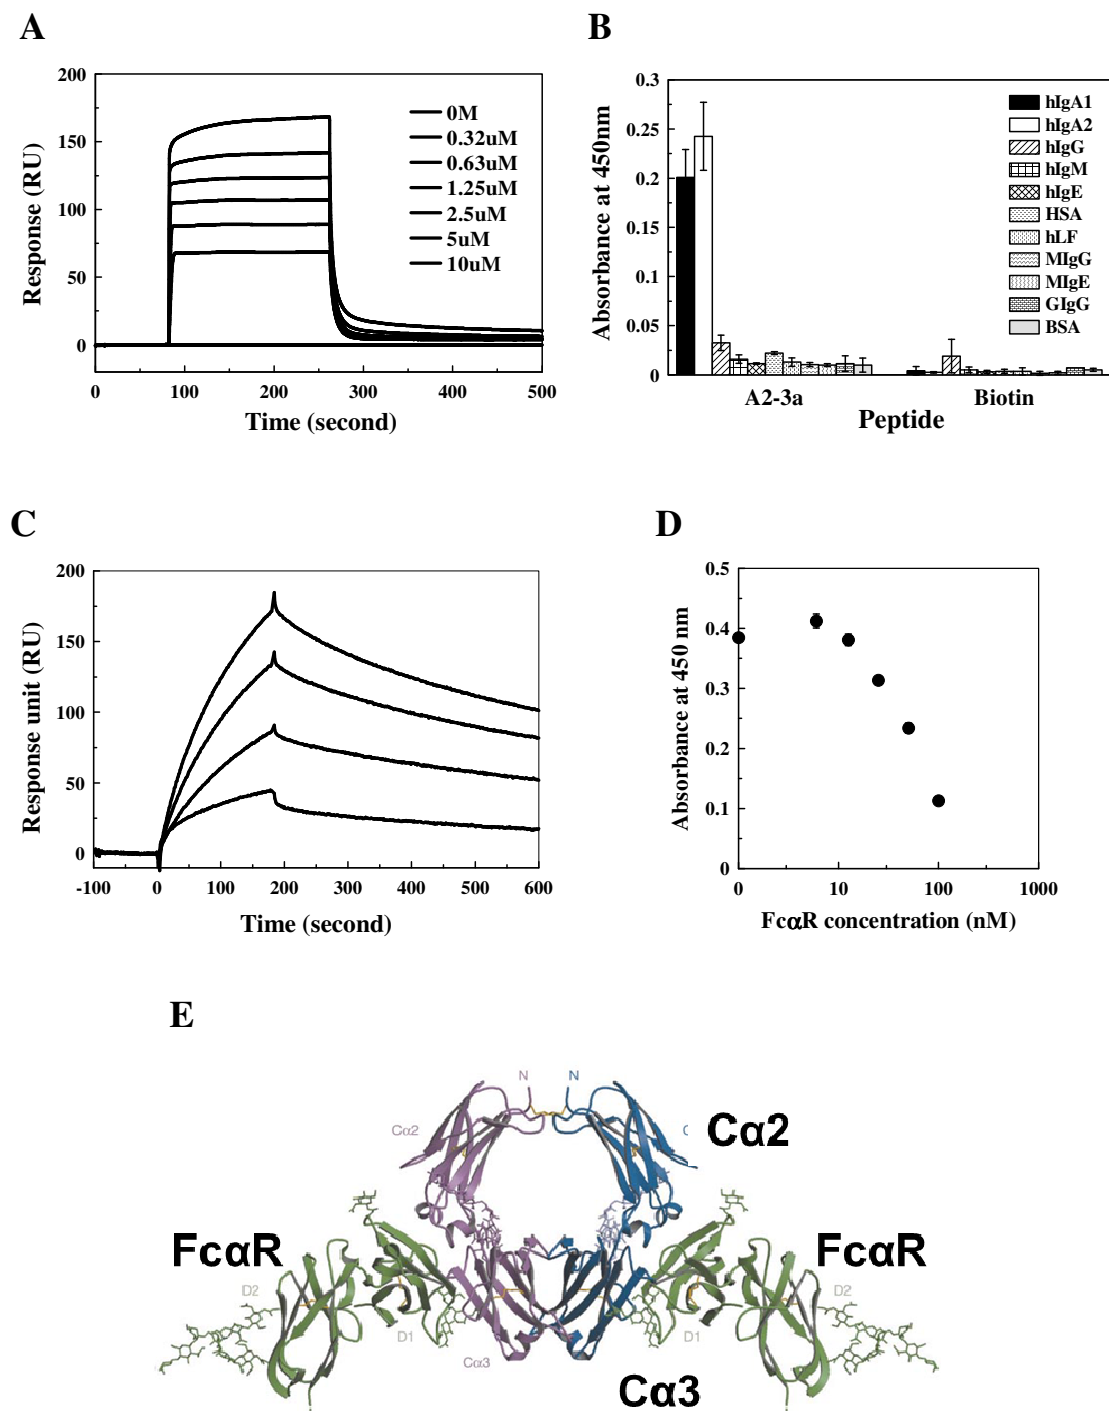 A
Response (RU)
200
150
100
50
0
0 100 200 300 400 500
Time (second)
0M
0.32uM
0.63uM
1.25uM
2.5uM
5uM
10uM
B
Absorbance at 450nm
0.3
0.25
0.2
0.15
0.1
0.05
0
A2-3a Biotin
Peptide
hIgA1
hIgA2
hIgG
hIgM
hIgE
HSA
hLF
MIgG
MIgE
GIgG
BSA
C
Response unit (RU)
200
150
100
50
0
-100 0 100 200 300 400 500 600
Time (second)
D
Absorbance at 450 nm
0.5
0.4
0.3
0.2
0.1
0
0 10 100 1000
FcαR concentration (nM)
E
N N
Cα2 C Cα2
FcαR FcαR
D2 D2
D1 D1
Cα3
Cα3